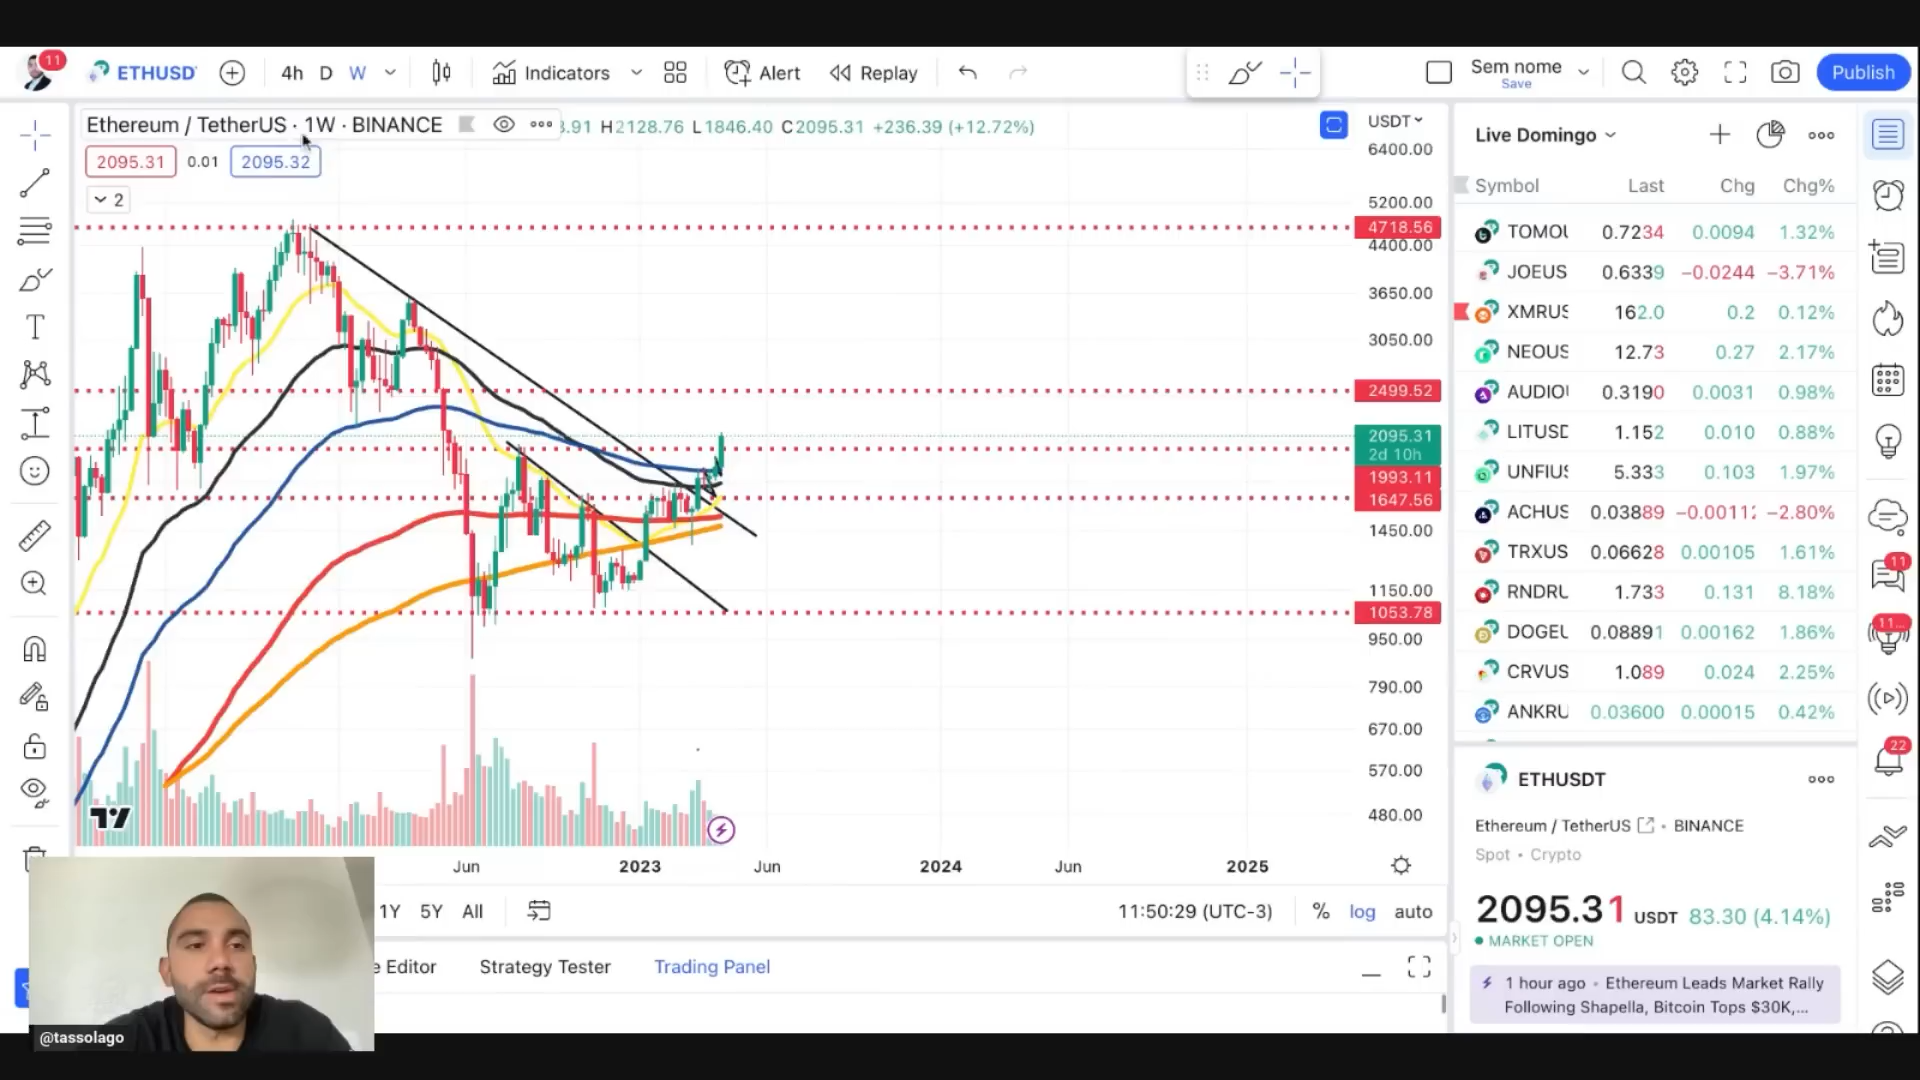 11
ETHUSD
4h D W
Indicators
Alert
Replay
Sem nome
Save
Publish
Ethereum / TetherUS · 1W · BINANCE
3.91 H2128.76 L1846.40 C2095.31 +236.39 (+12.72%)
2095.31 0.01 2095.32
2
USDT
6400.00
5200.00
4718.56
4400.00
3650.00
3050.00
2499.52
2095.31
2d 10h
1993.11
1647.56
1450.00
1150.00
1053.78
950.00
790.00
670.00
570.00
480.00
Jun 2023 Jun 2024 Jun 2025
1Y 5Y All
11:50:29 (UTC-3) % log auto
e Editor Strategy Tester Trading Panel
@tassolago
Live Domingo
Symbol Last Chg Chg%
TOMOU 0.7234 0.0094 1.32%
JOEUS 0.6339 −0.0244 −3.71%
XMRUS 162.0 0.2 0.12%
NEOUS 12.73 0.27 2.17%
AUDIO 0.3190 0.0031 0.98%
LITUSD 1.152 0.010 0.88%
UNFIUS 5.333 0.103 1.97%
ACHUS 0.03889 −0.00112 −2.80%
TRXUS 0.06628 0.00105 1.61%
RNDRU 1.733 0.131 8.18%
DOGEU 0.08891 0.00162 1.86%
CRVUS 1.089 0.024 2.25%
ANKRU 0.03600 0.00015 0.42%
ETHUSDT
Ethereum / TetherUS • BINANCE
Spot • Crypto
2095.31 USDT 83.30 (4.14%)
MARKET OPEN
1 hour ago • Ethereum Leads Market Rally
Following Shapella, Bitcoin Tops $30K,...
11
11...
22